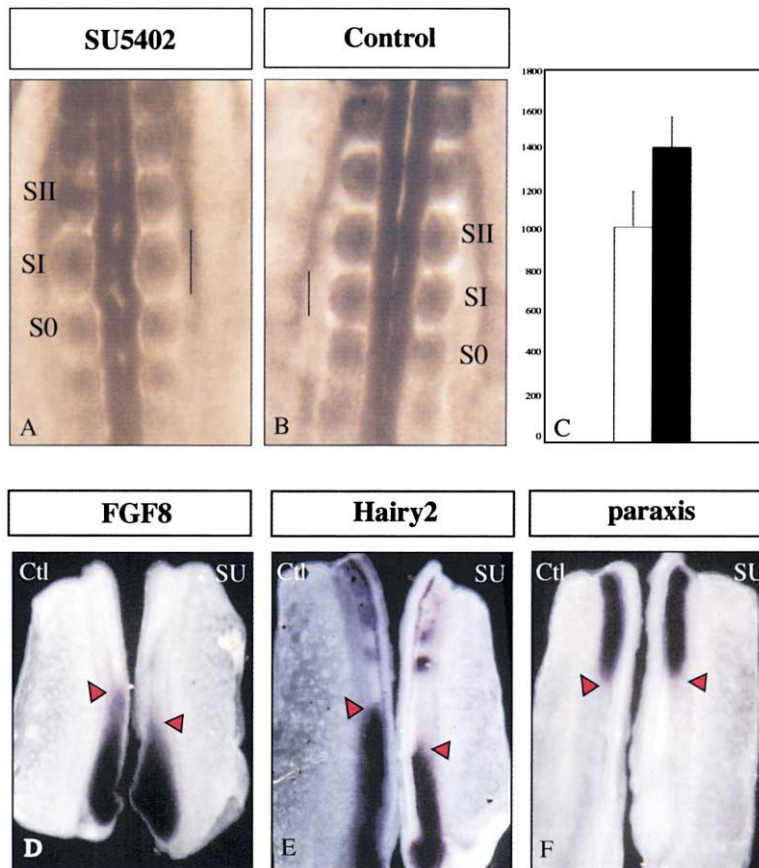 SU5402
Control
SII
SI
S0
A
SII
SI
S0
B
1800
1600
1400
1200
1000
800
600
400
200
0
C
FGF8
Hairy2
paraxis
Ctl
SU
D
Ctl
SU
E
Ctl
SU
F